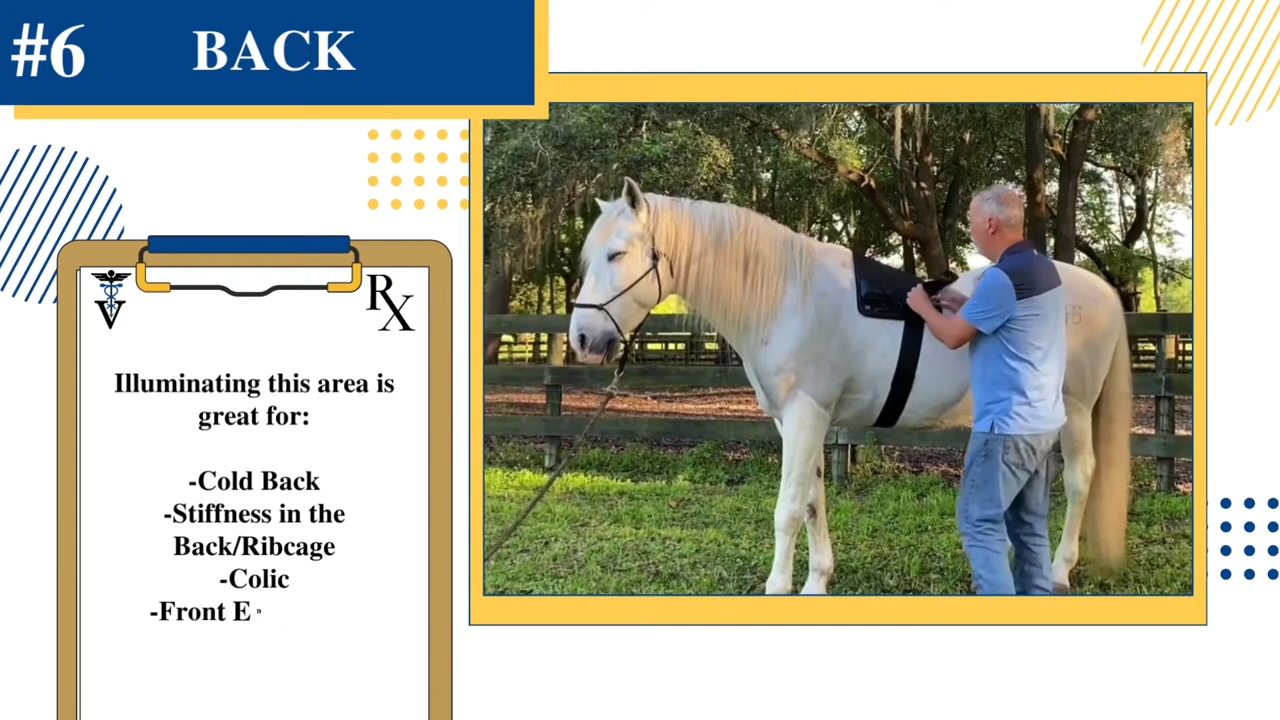 #6 BACK
RX
V
Illuminating this area is
great for:
-Cold Back
-Stiffness in the
Back/Ribcage
-Colic
-Front E